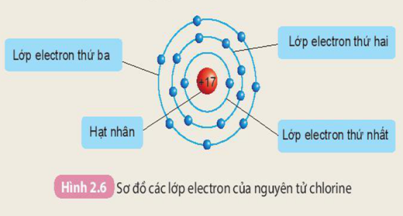 Lớp electron thứ ba
Lớp electron thứ hai
+17
Hạt nhân
Lớp electron thứ nhất
Hình 2.6 Sơ đồ các lớp electron của nguyên tử chlorine